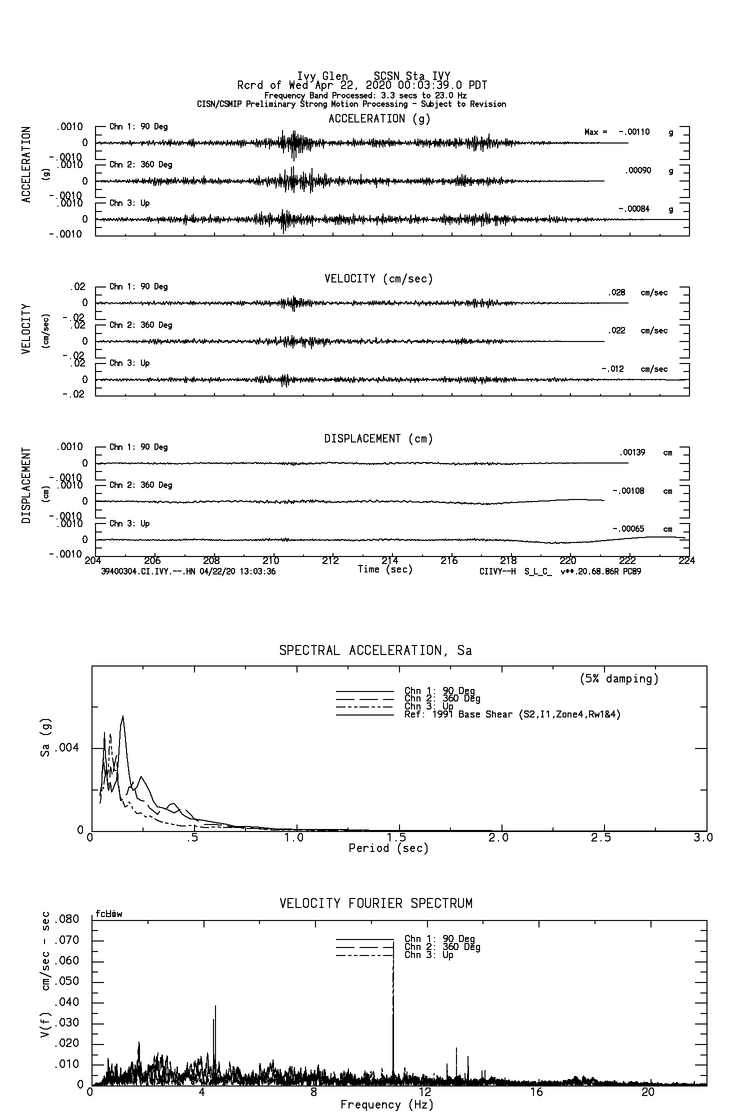 Ivy Glen SCSN Sta IVY
Rcrd of Wed Apr 22, 2020 00:03:39.0 PDT
Frequency Band Processed: 3.3 secs to 23.0 Hz
CISN/CSMIP Preliminary Strong Motion Processing - Subject to Revision
ACCELERATION (g)
ACCELERATION
(g)
.0010 Chn 1: 90 Deg Max = -.00110 g
0
-.0010
.0010 Chn 2: 360 Deg .00090 g
0
-.0010
.0010 Chn 3: Up -.00084 g
0
-.0010
VELOCITY (cm/sec)
VELOCITY
(cm/sec)
.02 Chn 1: 90 Deg .028 cm/sec
0
-.02
.02 Chn 2: 360 Deg .022 cm/sec
0
-.02
.02 Chn 3: Up -.012 cm/sec
0
-.02
DISPLACEMENT (cm)
DISPLACEMENT
(cm)
.0010 Chn 1: 90 Deg .00139 cm
0
-.0010
.0010 Chn 2: 360 Deg -.00108 cm
0
-.0010
.0010 Chn 3: Up -.00065 cm
0
-.0010
204 206 208 210 212 214 216 218 220 222 224
Time (sec)
39400304.CI.IVY.--.HN 04/22/20 13:03:36 CIIVY--H S_L_C_ v**.20.68.86R PC89
SPECTRAL ACCELERATION, Sa
(5% damping)
Chn 1: 90 Deg
Chn 2: 360 Deg
Chn 3: Up
Ref: 1991 Base Shear (S2,I1,Zone4,Rw1&4)
Sa (g)
.004
0
0 .5 1.0 1.5 2.0 2.5 3.0
Period (sec)
VELOCITY FOURIER SPECTRUM
Chn 1: 90 Deg
Chn 2: 360 Deg
Chn 3: Up
V(f) cm/sec - sec
.080
.070
.060
.050
.040
.030
.020
.010
0
0 4 8 12 16 20
Frequency (Hz)